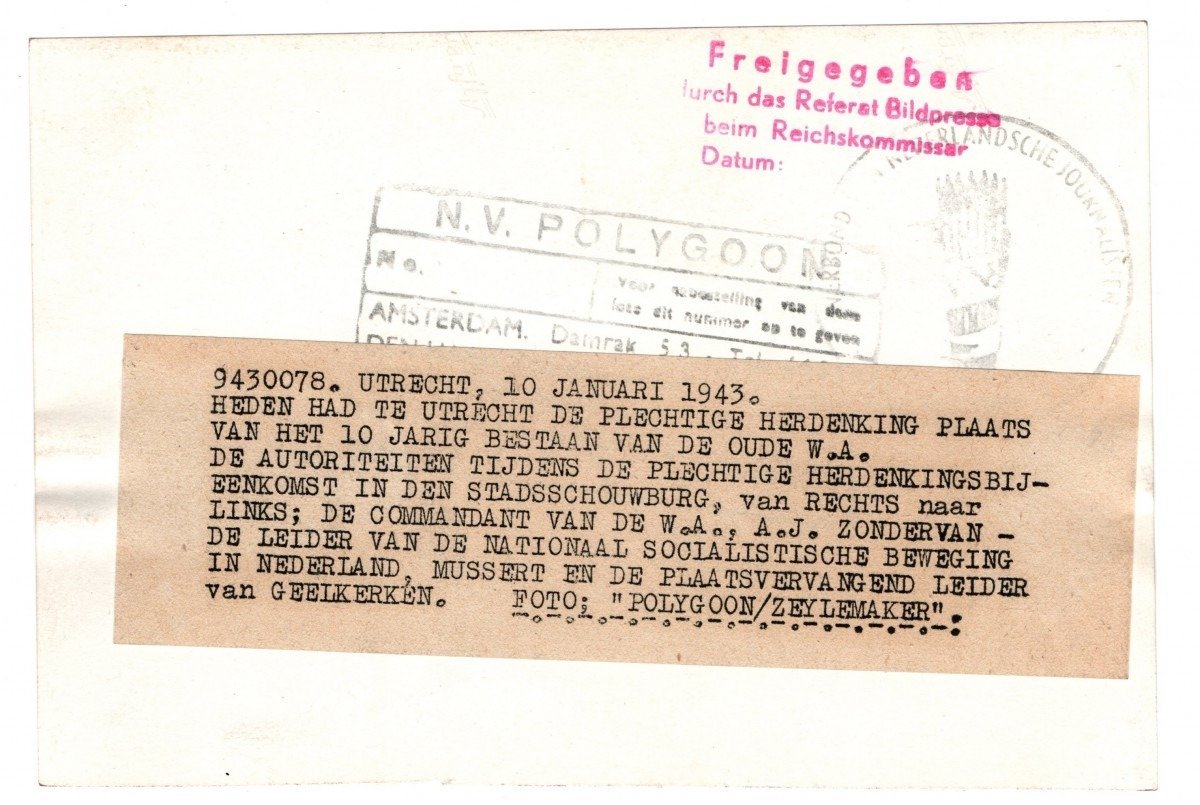 Freigegeben
durch das Referat Bildpresse
beim Reichskommissar
Datum:
NEDERLANDSCHE JOURNALISTEN
N.V. POLYGOON
No.
Voor nabestelling van deze
foto dit nummer op te geven
AMSTERDAM. Damrak 53
9430078. UTRECHT, 10 JANUARI 1943.
HEDEN HAD TE UTRECHT DE PLECHTIGE HERDENKING PLAATS
VAN HET 10 JARIG BESTAAN VAN DE OUDE W.A.
DE AUTORITEITEN TIJDENS DE PLECHTIGE HERDENKINGSBIJ-
EENKOMST IN DEN STADSSCHOUWBURG, van RECHTS naar
LINKS; DE COMMANDANT VAN DE W.A., A.J. ZONDERVAN -
DE LEIDER VAN DE NATIONAAL SOCIALISTISCHE BEWEGING
IN NEDERLAND, MUSSERT EN DE PLAATSVERVANGEND LEIDER
van GEELKERKEN. FOTO; "POLYGOON/ZEYLEMAKER".